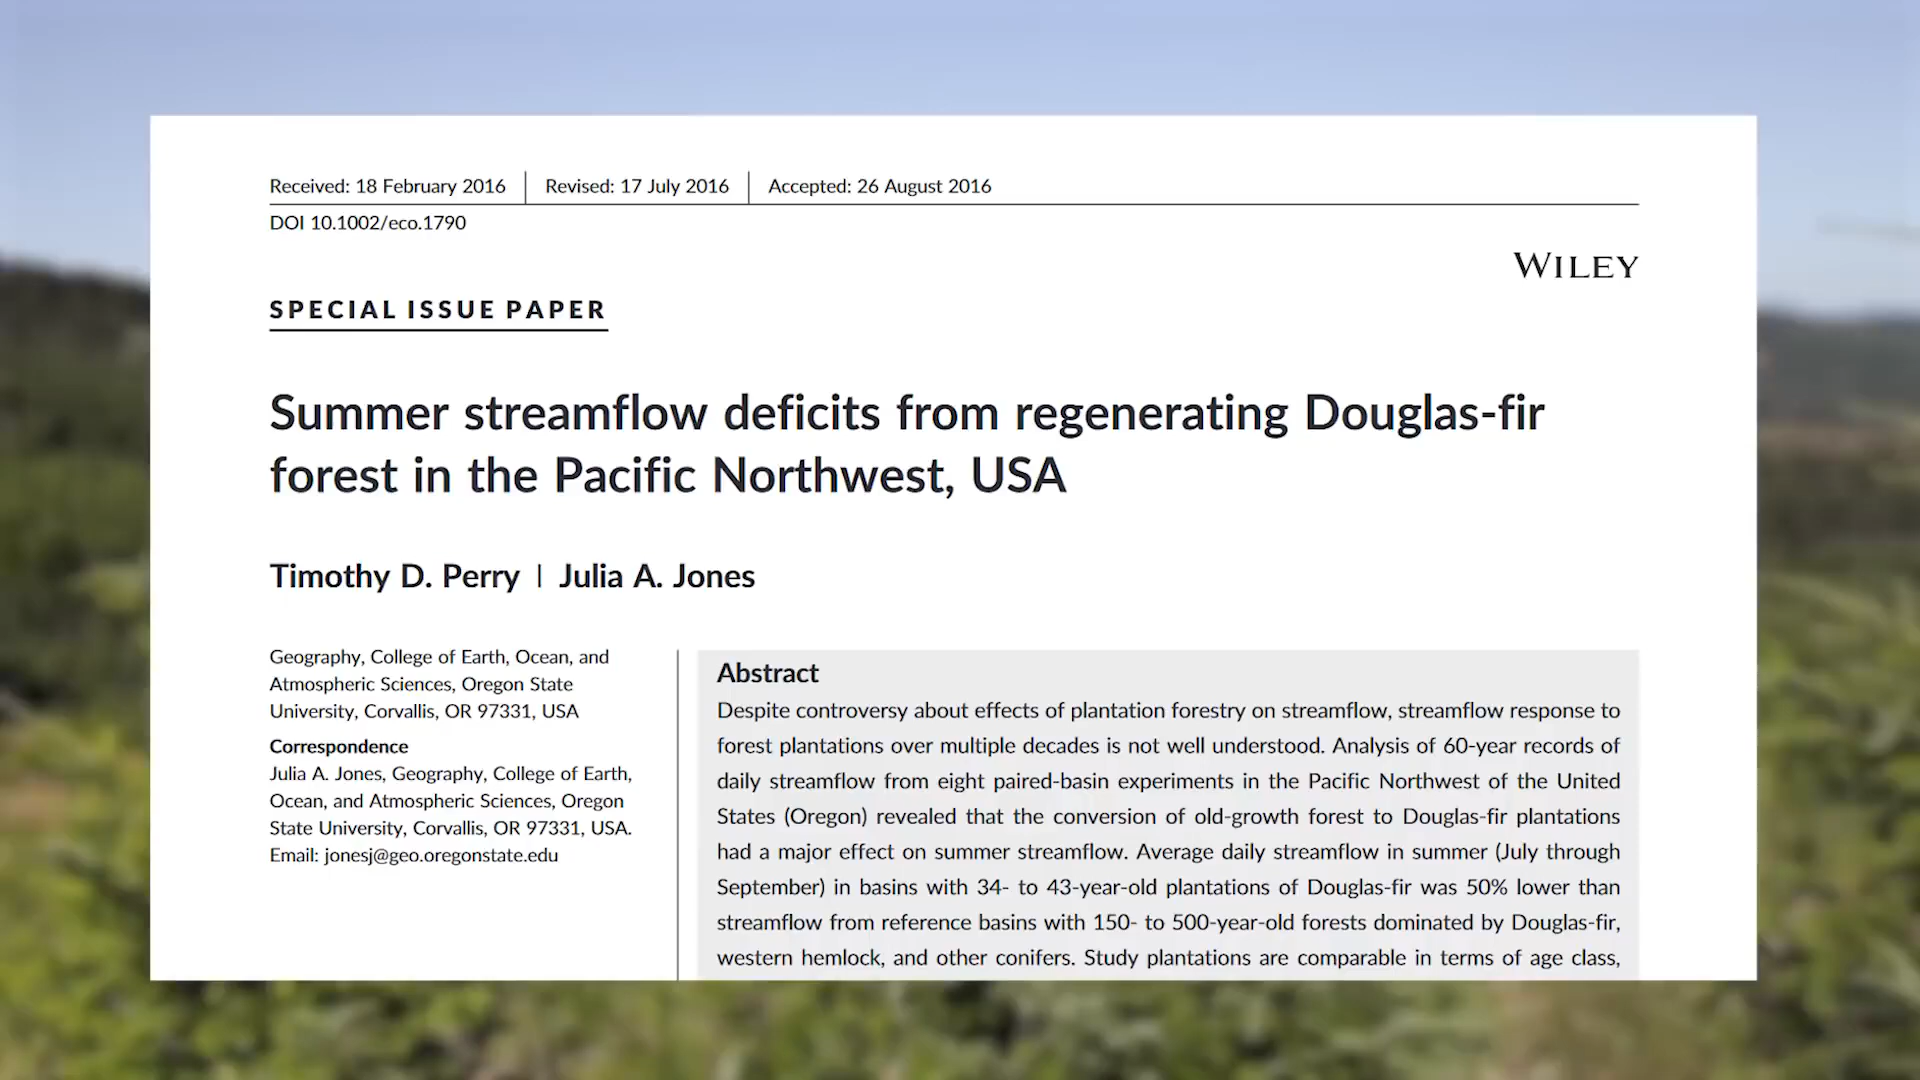 Received: 18 February 2016 | Revised: 17 July 2016 | Accepted: 26 August 2016
DOI 10.1002/eco.1790
WILEY
SPECIAL ISSUE PAPER
Summer streamflow deficits from regenerating Douglas-fir
forest in the Pacific Northwest, USA
Timothy D. Perry | Julia A. Jones
Geography, College of Earth, Ocean, and
Atmospheric Sciences, Oregon State
University, Corvallis, OR 97331, USA
Correspondence
Julia A. Jones, Geography, College of Earth,
Ocean, and Atmospheric Sciences, Oregon
State University, Corvallis, OR 97331, USA.
Email: jonesj@geo.oregonstate.edu
Abstract
Despite controversy about effects of plantation forestry on streamflow, streamflow response to
forest plantations over multiple decades is not well understood. Analysis of 60-year records of
daily streamflow from eight paired-basin experiments in the Pacific Northwest of the United
States (Oregon) revealed that the conversion of old-growth forest to Douglas-fir plantations
had a major effect on summer streamflow. Average daily streamflow in summer (July through
September) in basins with 34- to 43-year-old plantations of Douglas-fir was 50% lower than
streamflow from reference basins with 150- to 500-year-old forests dominated by Douglas-fir,
western hemlock, and other conifers. Study plantations are comparable in terms of age class,